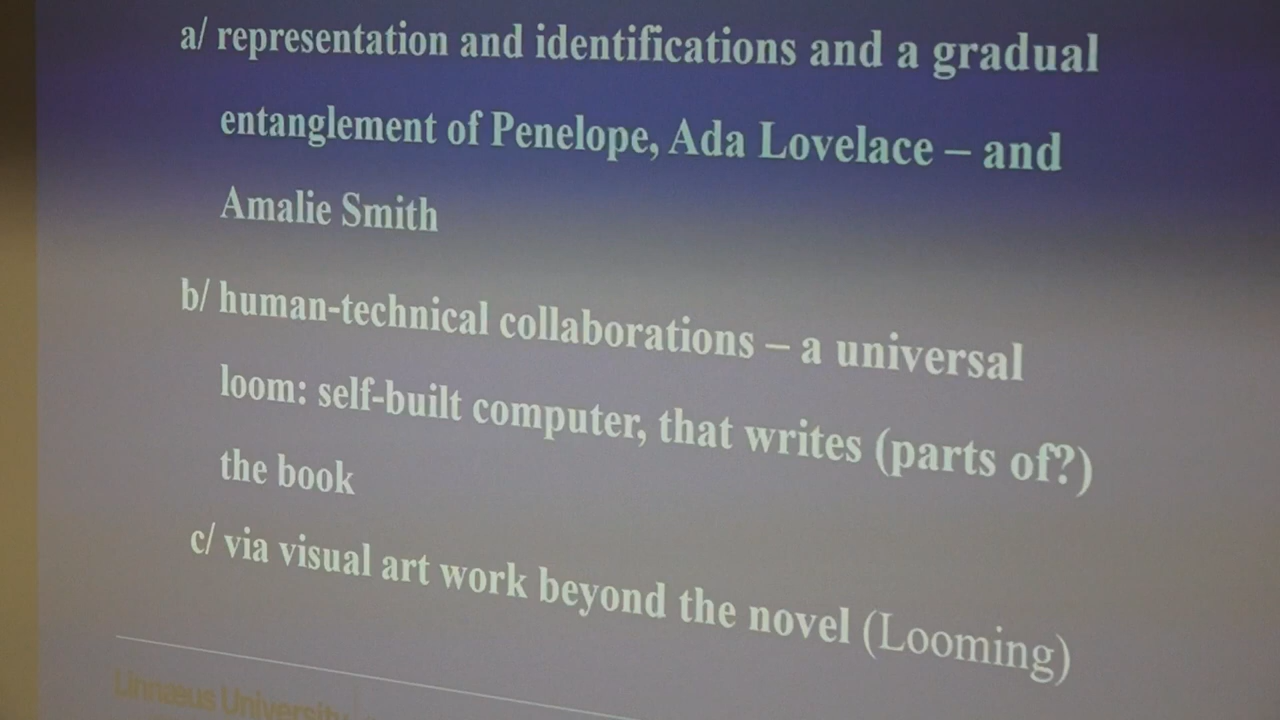 a/ representation and identifications and a gradual
entanglement of Penelope, Ada Lovelace – and
Amalie Smith
b/ human-technical collaborations – a universal
loom: self-built computer, that writes (parts of?)
the book
c/ via visual art work beyond the novel (Looming)
Linnæus University